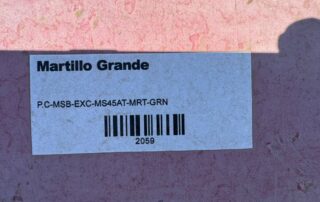 Martillo Grande
P.C-MSB-EXC-MS45AT-MRT-GRN
2059